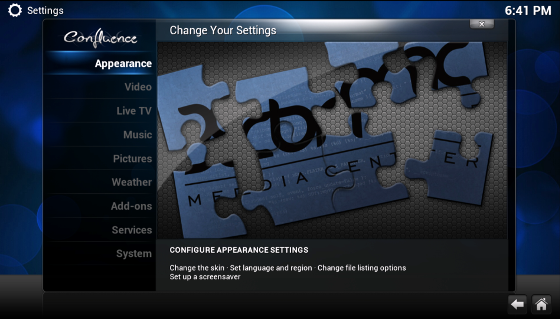 Settings
6:41 PM
Confluence
Change Your Settings
x
Appearance
Video
Live TV
Music
Pictures
Weather
Add-ons
Services
System
xbmc
MEDIA CENTER
CONFIGURE APPEARANCE SETTINGS
Change the skin · Set language and region · Change file listing options
Set up a screensaver